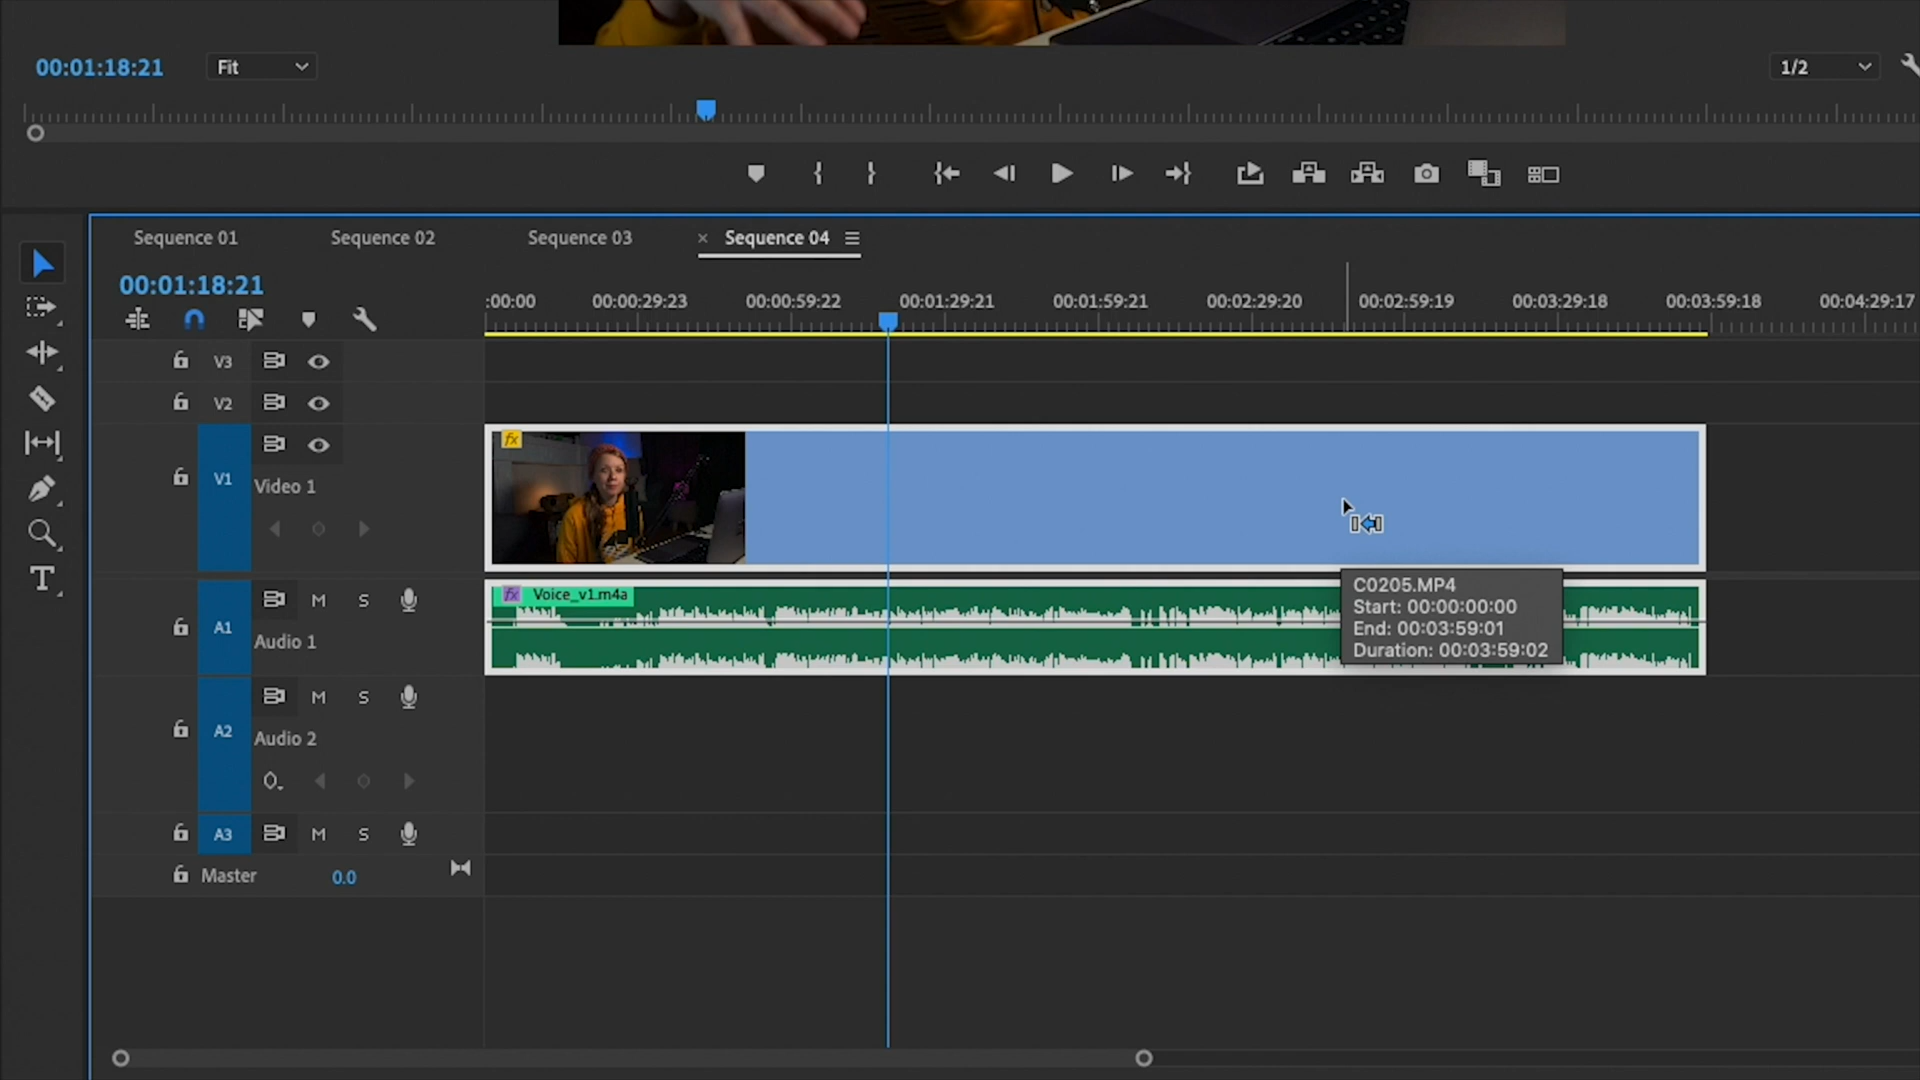 00:01:18:21 Fit 1/2
Sequence 01 Sequence 02 Sequence 03 × Sequence 04
00:01:18:21
:00:00 00:00:29:23 00:00:59:22 00:01:29:21 00:01:59:21 00:02:29:20 00:02:59:19 00:03:29:18 00:03:59:18 00:04:29:17
V3
V2
fx
V1 Video 1
A1 M S fx Voice_v1.m4a
Audio 1
C0205.MP4
Start: 00:00:00:00
End: 00:03:59:01
Duration: 00:03:59:02
M S
A2 Audio 2
A3 M S
Master 0.0
T